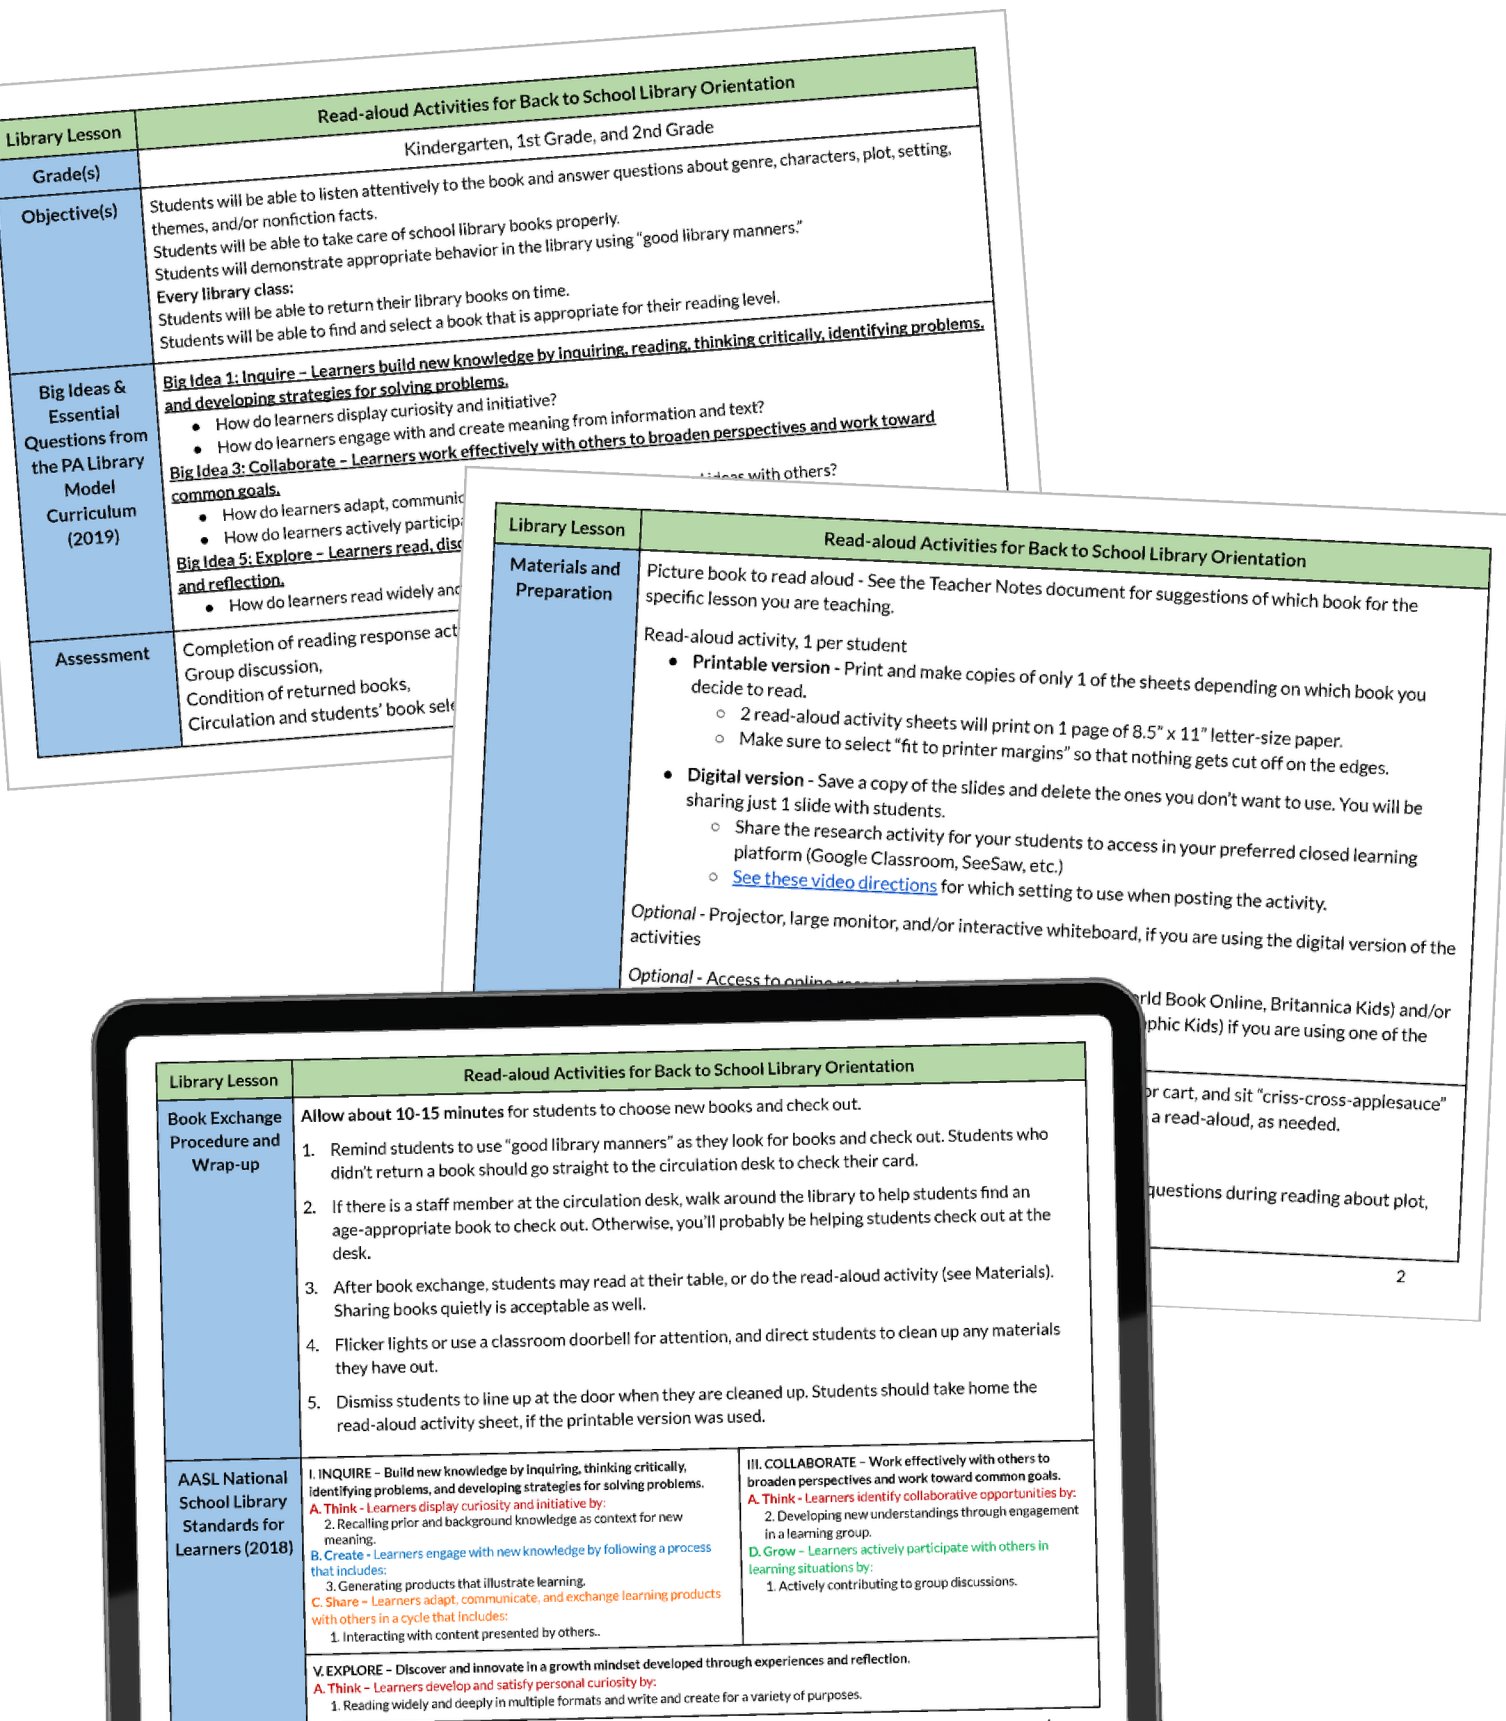 Library Lesson
Read-aloud Activities for Back to School Library Orientation
Grade(s)
Kindergarten, 1st Grade, and 2nd Grade
Objective(s)
Students will be able to listen attentively to the book and answer questions about genre, characters, plot, setting,
themes, and/or nonfiction facts.
Students will be able to take care of school library books properly.
Students will demonstrate appropriate behavior in the library using “good library manners.”
Every library class:
Students will be able to return their library books on time.
Students will be able to find and select a book that is appropriate for their reading level.
Big Ideas &
Essential
Questions from
the PA Library
Model
Curriculum
(2019)
Big Idea 1: Inquire – Learners build new knowledge by inquiring, reading, thinking critically, identifying problems,
and developing strategies for solving problems.
● How do learners display curiosity and initiative?
● How do learners engage with and create meaning from information and text?
Big Idea 3: Collaborate – Learners work effectively with others to broaden perspectives and work toward
common goals.
● How do learners adapt, communic
with others?
● How do learners actively particip
Big Idea 5: Explore – Learners read, disc
and reflection.
● How do learners read widely and
Assessment
Completion of reading response act
Group discussion,
Condition of returned books,
Circulation and students’ book sele
Library Lesson
Read-aloud Activities for Back to School Library Orientation
Materials and
Preparation
Picture book to read aloud - See the Teacher Notes document for suggestions of which book for the
specific lesson you are teaching.
Read-aloud activity, 1 per student
● Printable version - Print and make copies of only 1 of the sheets depending on which book you
decide to read.
○ 2 read-aloud activity sheets will print on 1 page of 8.5” x 11” letter-size paper.
○ Make sure to select “fit to printer margins” so that nothing gets cut off on the edges.
● Digital version - Save a copy of the slides and delete the ones you don’t want to use. You will be
sharing just 1 slide with students.
○ Share the research activity for your students to access in your preferred closed learning
platform (Google Classroom, SeeSaw, etc.)
○ See these video directions for which setting to use when posting the activity.
Optional - Projector, large monitor, and/or interactive whiteboard, if you are using the digital version of the
activities
Optional - Access to online
rld Book Online, Britannica Kids) and/or
phic Kids) if you are using one of the
or cart, and sit “criss-cross-applesauce”
a read-aloud, as needed.
questions during reading about plot,
2
Library Lesson
Read-aloud Activities for Back to School Library Orientation
Book Exchange
Procedure and
Wrap-up
Allow about 10-15 minutes for students to choose new books and check out.
1. Remind students to use “good library manners” as they look for books and check out. Students who
didn’t return a book should go straight to the circulation desk to check their card.
2. If there is a staff member at the circulation desk, walk around the library to help students find an
age-appropriate book to check out. Otherwise, you’ll probably be helping students check out at the
desk.
3. After book exchange, students may read at their table, or do the read-aloud activity (see Materials).
Sharing books quietly is acceptable as well.
4. Flicker lights or use a classroom doorbell for attention, and direct students to clean up any materials
they have out.
5. Dismiss students to line up at the door when they are cleaned up. Students should take home the
read-aloud activity sheet, if the printable version was used.
AASL National
School Library
Standards for
Learners (2018)
I. INQUIRE – Build new knowledge by inquiring, thinking critically,
identifying problems, and developing strategies for solving problems.
A. Think - Learners display curiosity and initiative by:
2. Recalling prior and background knowledge as context for new
meaning.
B. Create - Learners engage with new knowledge by following a process
that includes:
3. Generating products that illustrate learning.
C. Share – Learners adapt, communicate, and exchange learning products
with others in a cycle that includes:
1. Interacting with content presented by others..
III. COLLABORATE – Work effectively with others to
broaden perspectives and work toward common goals.
A. Think - Learners identify collaborative opportunities by:
2. Developing new understandings through engagement
in a learning group.
D. Grow – Learners actively participate with others in
learning situations by:
1. Actively contributing to group discussions.
V. EXPLORE – Discover and innovate in a growth mindset developed through experiences and reflection.
A. Think – Learners develop and satisfy personal curiosity by:
1. Reading widely and deeply in multiple formats and write and create for a variety of purposes.